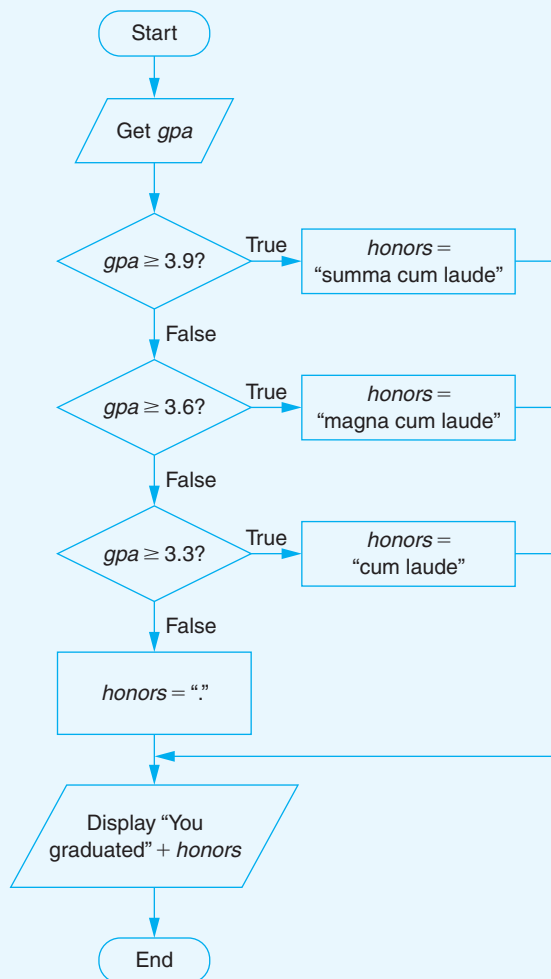 Start
Get gpa
gpa ≥ 3.9?
True
honors =
“summa cum laude”
False
gpa ≥ 3.6?
True
honors =
“magna cum laude”
False
gpa ≥ 3.3?
True
honors =
“cum laude”
False
honors = “.”
Display “You
graduated” + honors
End